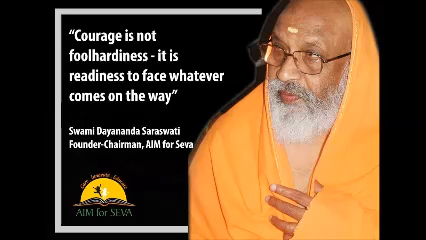 “Courage is not
foolhardiness - it is
readiness to face whatever
comes on the way”
Swami Dayananda Saraswati
Founder-Chairman, AIM for Seva
AIM for SEVA